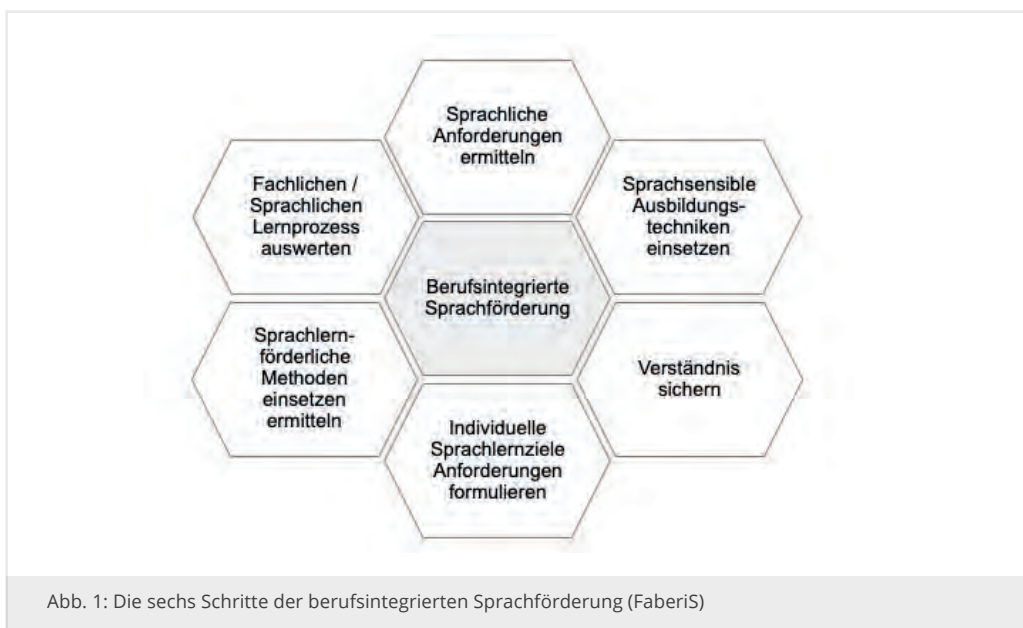 Sprachliche
Anforderungen
ermitteln
Sprachsensible
Ausbildungs-
techniken
einsetzen
Verständnis
sichern
Individuelle
Sprachlernziele
Anforderungen
formulieren
Sprachlern-
förderliche
Methoden
einsetzen
ermitteln
Fachlichen /
Sprachlichen
Lernprozess
auswerten
Berufsintegrierte
Sprachförderung
Abb. 1: Die sechs Schritte der berufsintegrierten Sprachförderung (FaberiS)